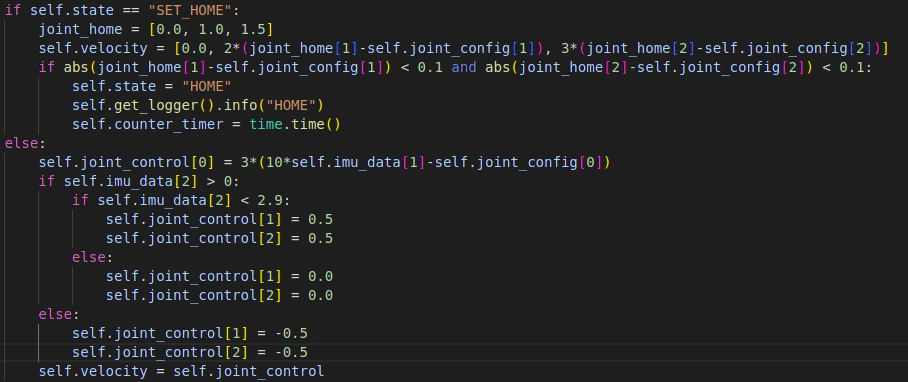 if self.state == "SET_HOME":
    joint_home = [0.0, 1.0, 1.5]
    self.velocity = [0.0, 2*(joint_home[1]-self.joint_config[1]), 3*(joint_home[2]-self.joint_config[2])]
    if abs(joint_home[1]-self.joint_config[1]) < 0.1 and abs(joint_home[2]-self.joint_config[2]) < 0.1:
        self.state = "HOME"
        self.get_logger().info("HOME")
        self.counter_timer = time.time()
else:
    self.joint_control[0] = 3*(10*self.imu_data[1]-self.joint_config[0])
    if self.imu_data[2] > 0:
        if self.imu_data[2] < 2.9:
            self.joint_control[1] = 0.5
            self.joint_control[2] = 0.5
        else:
            self.joint_control[1] = 0.0
            self.joint_control[2] = 0.0
    else:
        self.joint_control[1] = -0.5
        self.joint_control[2] = -0.5
    self.velocity = self.joint_control